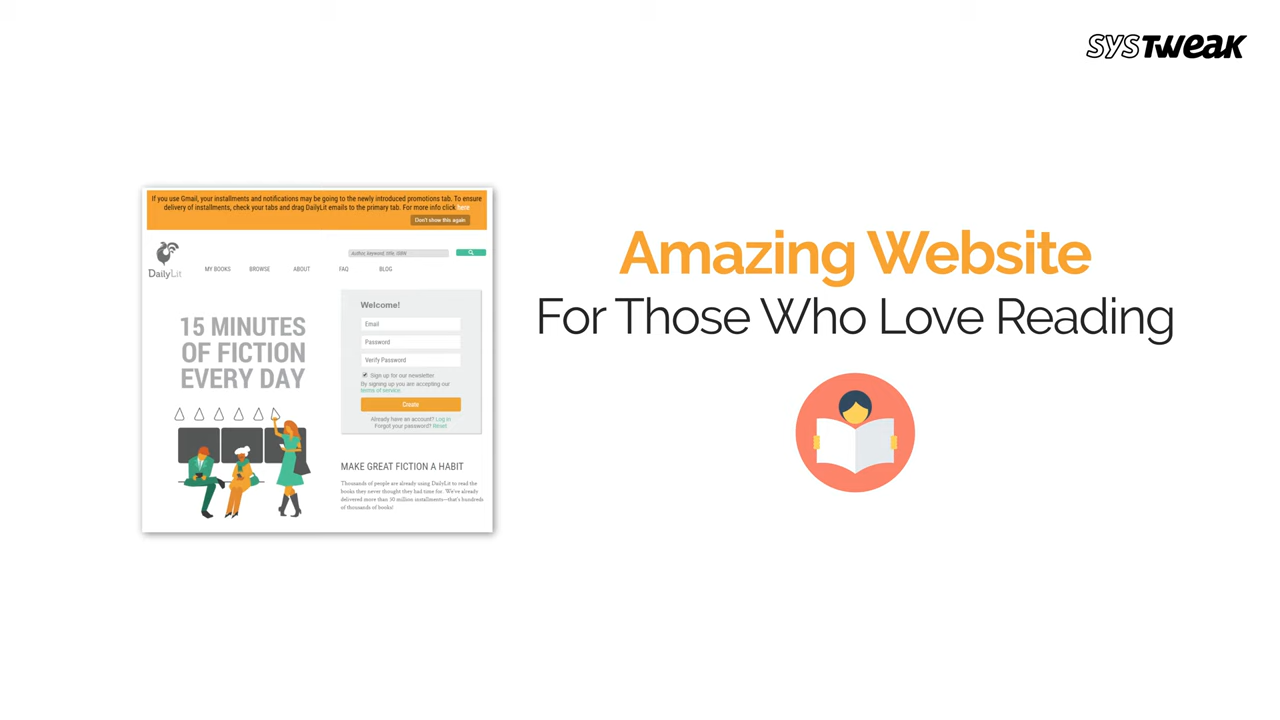 SYSTweak
If you use Gmail, your installments and notifications may be going to the newly introduced promotions tab. To ensure
delivery of installments, check your tabs and drag DailyLit emails to the primary tab. For more info click here
Don't show this again
Author, keyword, title, ISBN
DailyLit
MY BOOKS BROWSE ABOUT FAQ BLOG
15 MINUTES
OF FICTION
EVERY DAY
Welcome!
Email
Password
Verify Password
Sign up for our newsletter
By signing up you are accepting our
terms of service.
Create
Already have an account? Log in
Forgot your password? Reset
MAKE GREAT FICTION A HABIT
Thousands of people are already using DailyLit to read the
books they never thought they had time for. We've already
delivered more than 50 million installments—that's hundreds
of thousands of books!
Amazing Website
For Those Who Love Reading